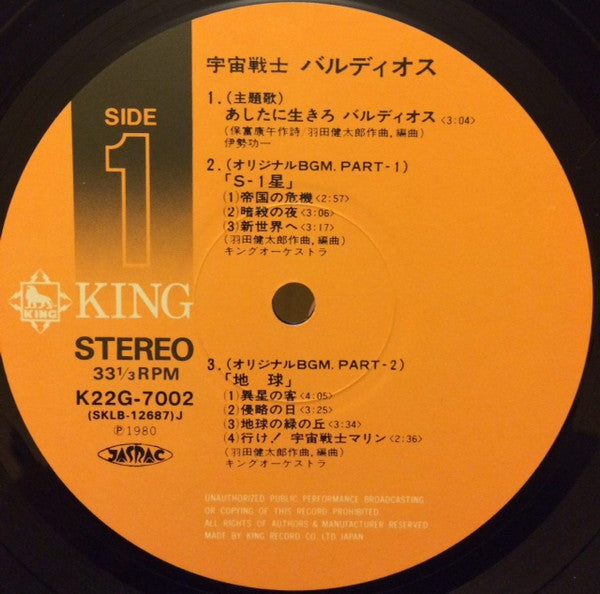 宇宙戦士 バルディオス
SIDE
1
1.(主題歌)
あしたに生きろ バルディオス<3:04>
(保富康午作詩/羽田健太郎作曲,編曲)
伊勢功一
2.(オリジナルBGM. PART-1)
「S-1星」
(1)帝国の危機<2:57>
(2)暗殺の夜<3:06>
(3)新世界へ<3:17>
(羽田健太郎作曲,編曲)
キングオーケストラ
KING
KING
STEREO
33 1/3 RPM
K22G-7002
(SKLB-12687)J
Ⓟ1980
JASRAC
3.(オリジナルBGM. PART-2)
「地 球」
(1)異星の客<4:05>
(2)侵略の日<3:25>
(3)地球の緑の丘<3:34>
(4)行け! 宇宙戦士マリン<2:36>
(羽田健太郎作曲,編曲)
キングオーケストラ
UNAUTHORIZED PUBLIC PERFORMANCE BROADCASTING
OR COPYING OF THIS RECORD PROHIBITED.
ALL RIGHTS OF AUTHORS & MANUFACTURER RESERVED.
MADE BY KING RECORD CO. LTD JAPAN